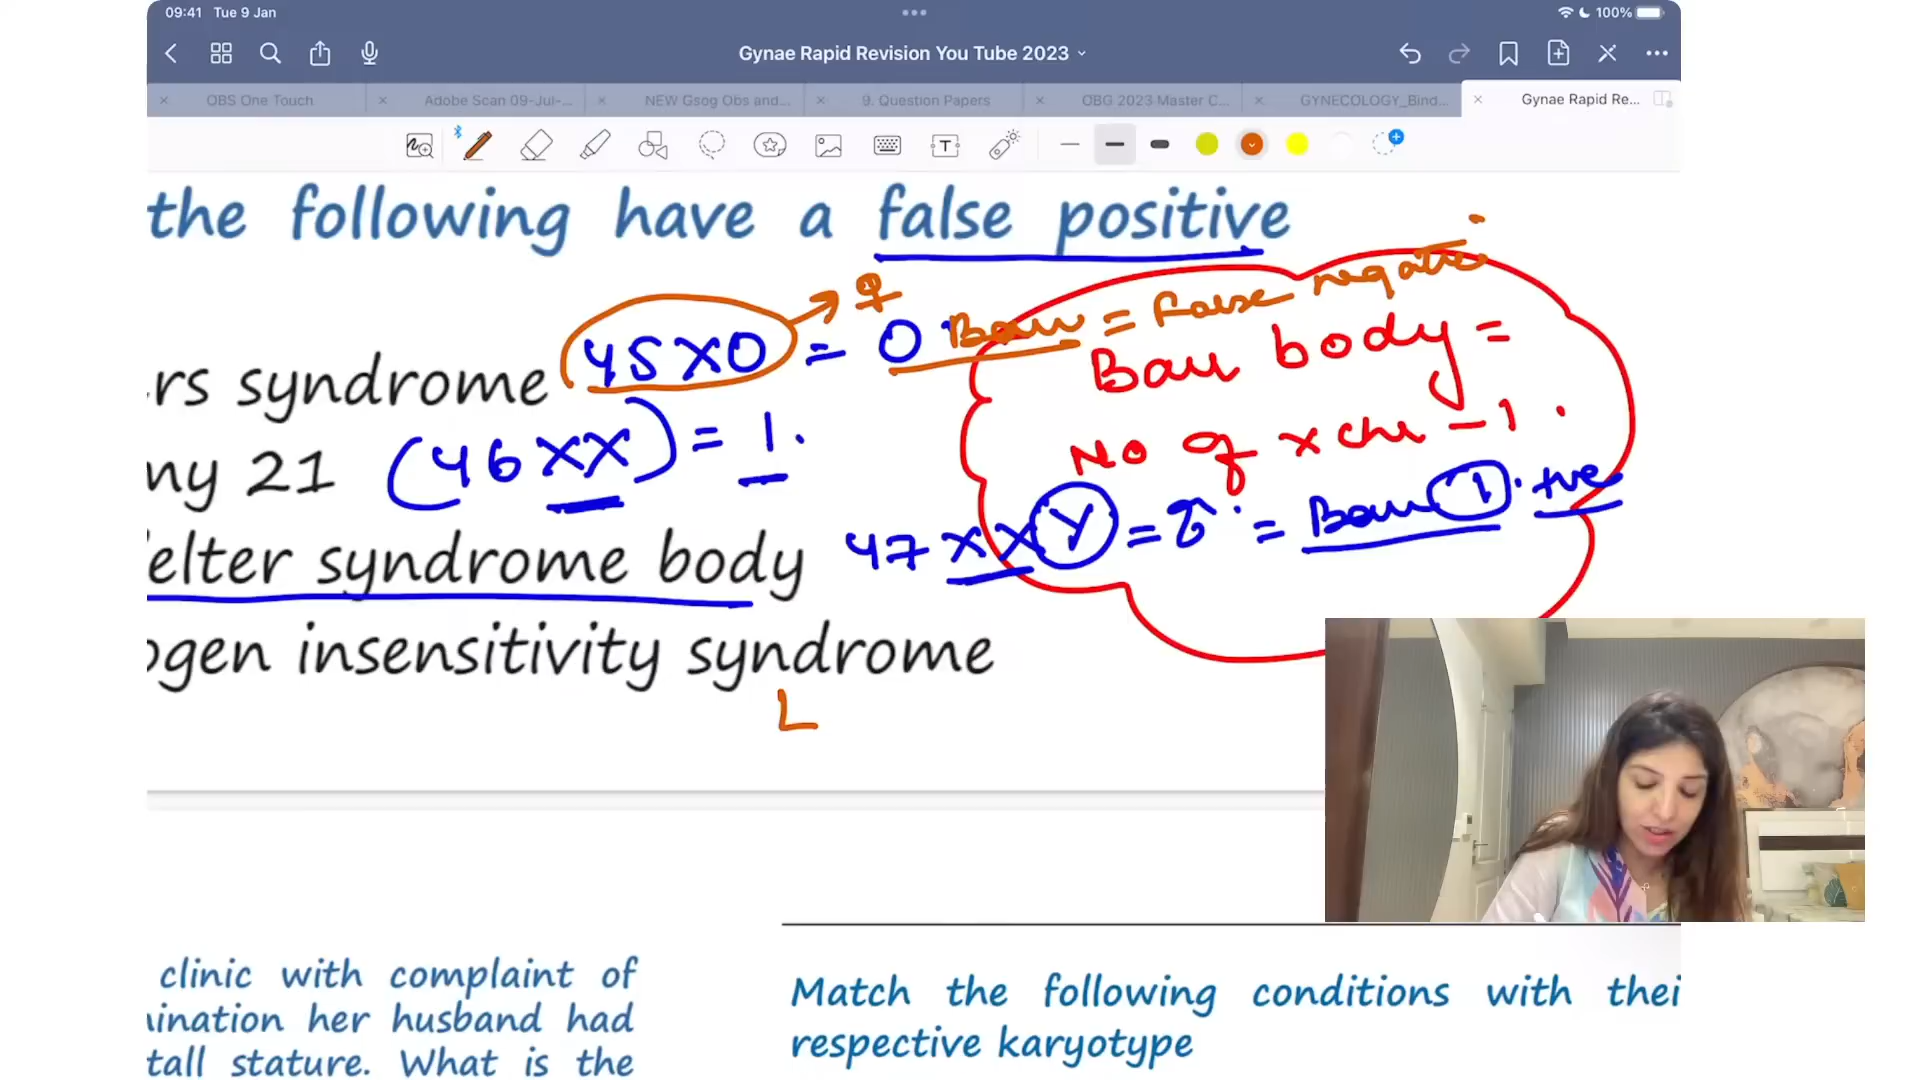 09:41 Tue 9 Jan
100%
Gynae Rapid Revision You Tube 2023
OBS One Touch
Adobe Scan 09-Jul-...
NEW Gsog Obs and...
9. Question Papers
OBG 2023 Master C...
GYNECOLOGY_Bind...
Gynae Rapid Re...
the following have a false positive
45XO → ♀ = 0 Barr = False negative
Barr body =
No of x chr - 1
rs syndrome
ny 21 (46XX) = 1
elter syndrome body
47XXY = ♂ = Barr 1 +ve
ogen insensitivity syndrome
L
clinic with complaint of
ination her husband had
tall stature. What is the
Match the following conditions with thei
respective karyotype